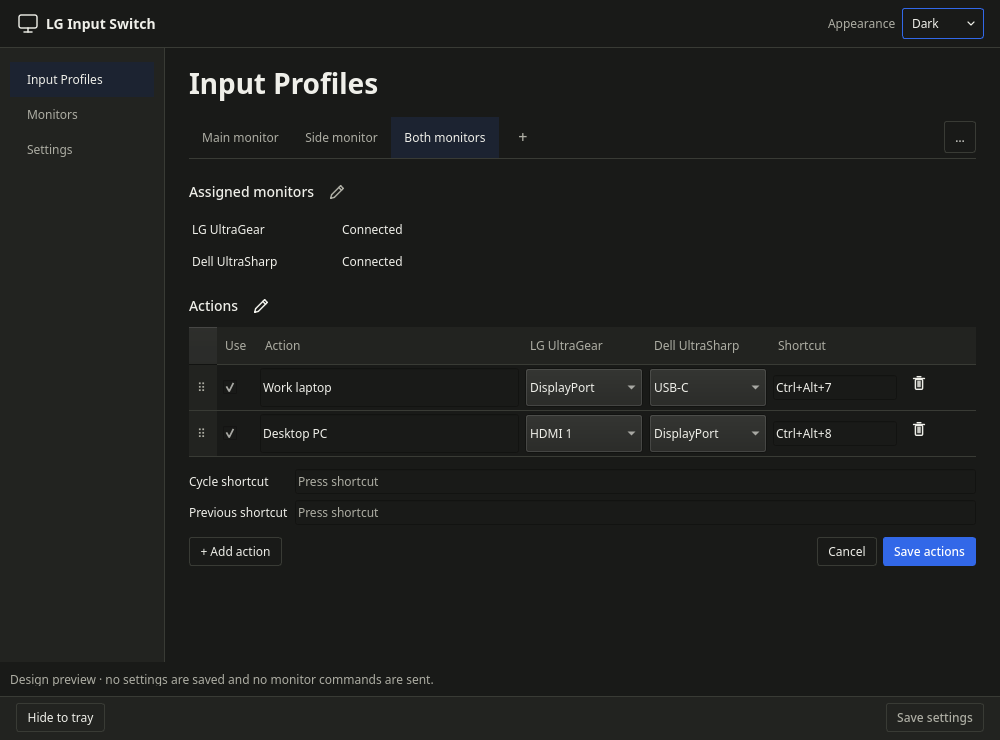 LG Input Switch
Appearance
Dark
Input Profiles
Monitors
Settings
Input Profiles
Main monitor
Side monitor
Both monitors
+
...
Assigned monitors
LG UltraGear
Connected
Dell UltraSharp
Connected
Actions
Use
Action
LG UltraGear
Dell UltraSharp
Shortcut
Work laptop
DisplayPort
USB-C
Ctrl+Alt+7
Desktop PC
HDMI 1
DisplayPort
Ctrl+Alt+8
Cycle shortcut
Press shortcut
Previous shortcut
Press shortcut
+ Add action
Cancel
Save actions
Design preview · no settings are saved and no monitor commands are sent.
Hide to tray
Save settings